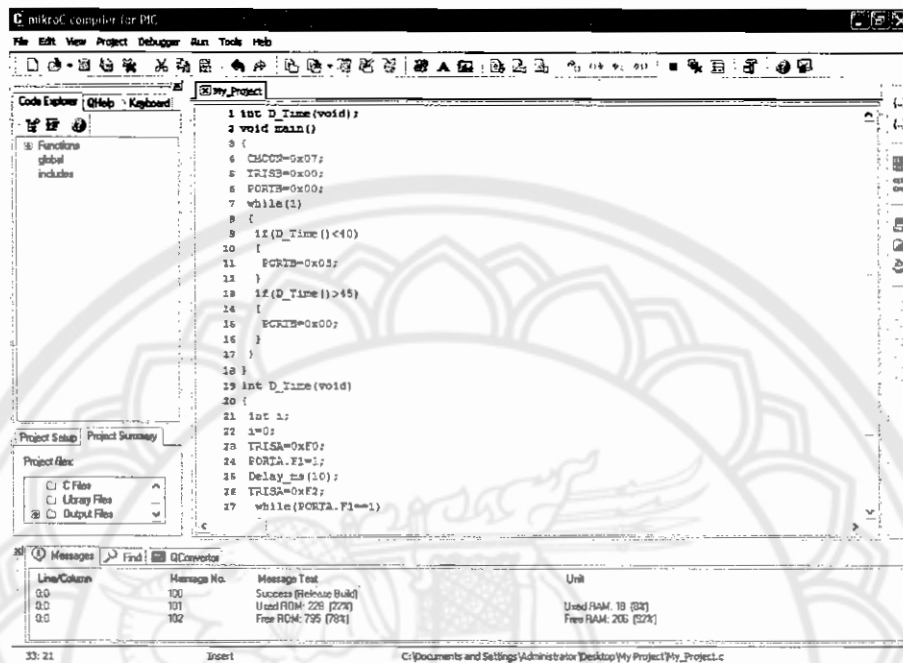 mikroC compiler for PIC
File Edit View Project Debugger Run Tools Help
Code Explorer QHelp Keyboard
My_Project
Functions
global
includes
1 int D_Time(void);
2 void main()
3 {
CMCON=0x07;
5 TRISB=0x00;
6 PORTB=0x00;
7 while(1)
8 {
9 if(D_Time()<40)
10 {
11 PORTB=0x05;
12 }
13 if(D_Time()>45)
14 {
15 PORTB=0x00;
16 }
17 }
18 }
19 int D_Time(void)
20 {
21 int i;
22 i=0;
23 TRISA=0xF0;
24 PORTA.F1=1;
25 Delay_ms(10);
26 TRISA=0xF2;
27 while(PORTA.F1==1)
Project Setup Project Summary
Project files:
C Files
Library Files
Output Files
Messages Find QConvertor
Line/Column Message No. Message Text Unit
0:0 100 Success (Release Build)
0:0 101 Used ROM: 228 (22%) Used RAM: 18 (8%)
0:0 102 Free ROM: 795 (78%) Free RAM: 206 (92%)
33: 21 Insert C:\Documents and Settings\Administrator\Desktop\My Project\My_Project.c